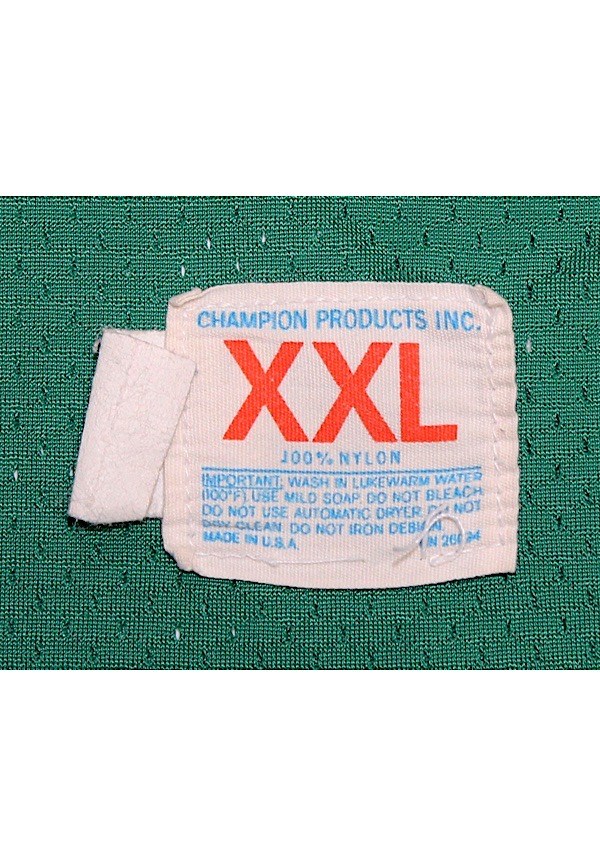 CHAMPION PRODUCTS INC.
XXL
100% NYLON
IMPORTANT: WASH IN LUKEWARM WATER
(100°F). USE MILD SOAP. DO NOT BLEACH
DO NOT USE AUTOMATIC DRYER. DO NOT
DRY CLEAN. DO NOT IRON DESIGN.
MADE IN U.S.A.